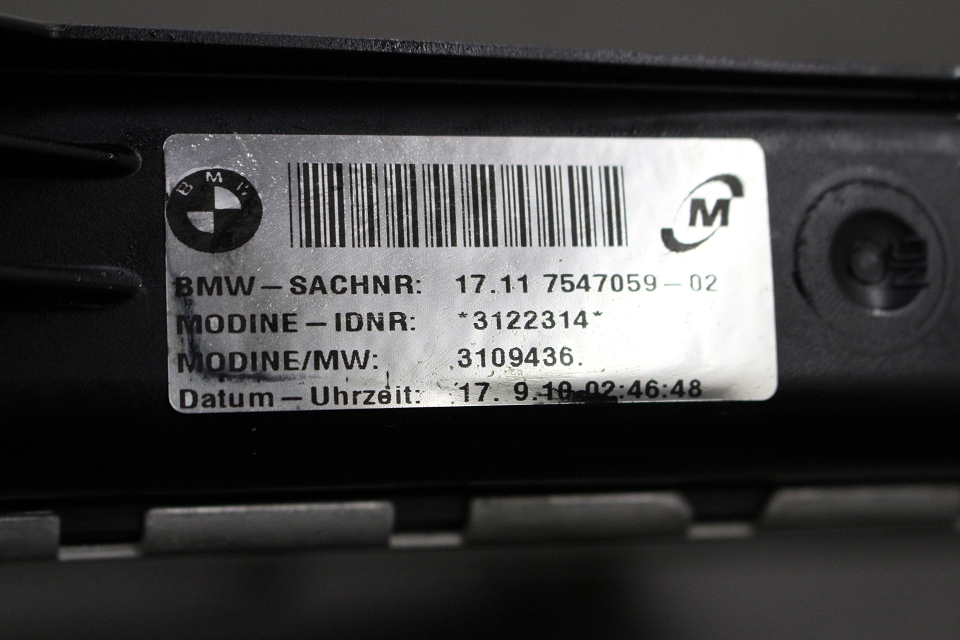 BMW
M
BMW – SACHNR: 17.11 7547059 – 02
MODINE – IDNR: *3122314*
MODINE/MW: 3109436.
Datum – Uhrzeit: 17. 9.10 02:46:48